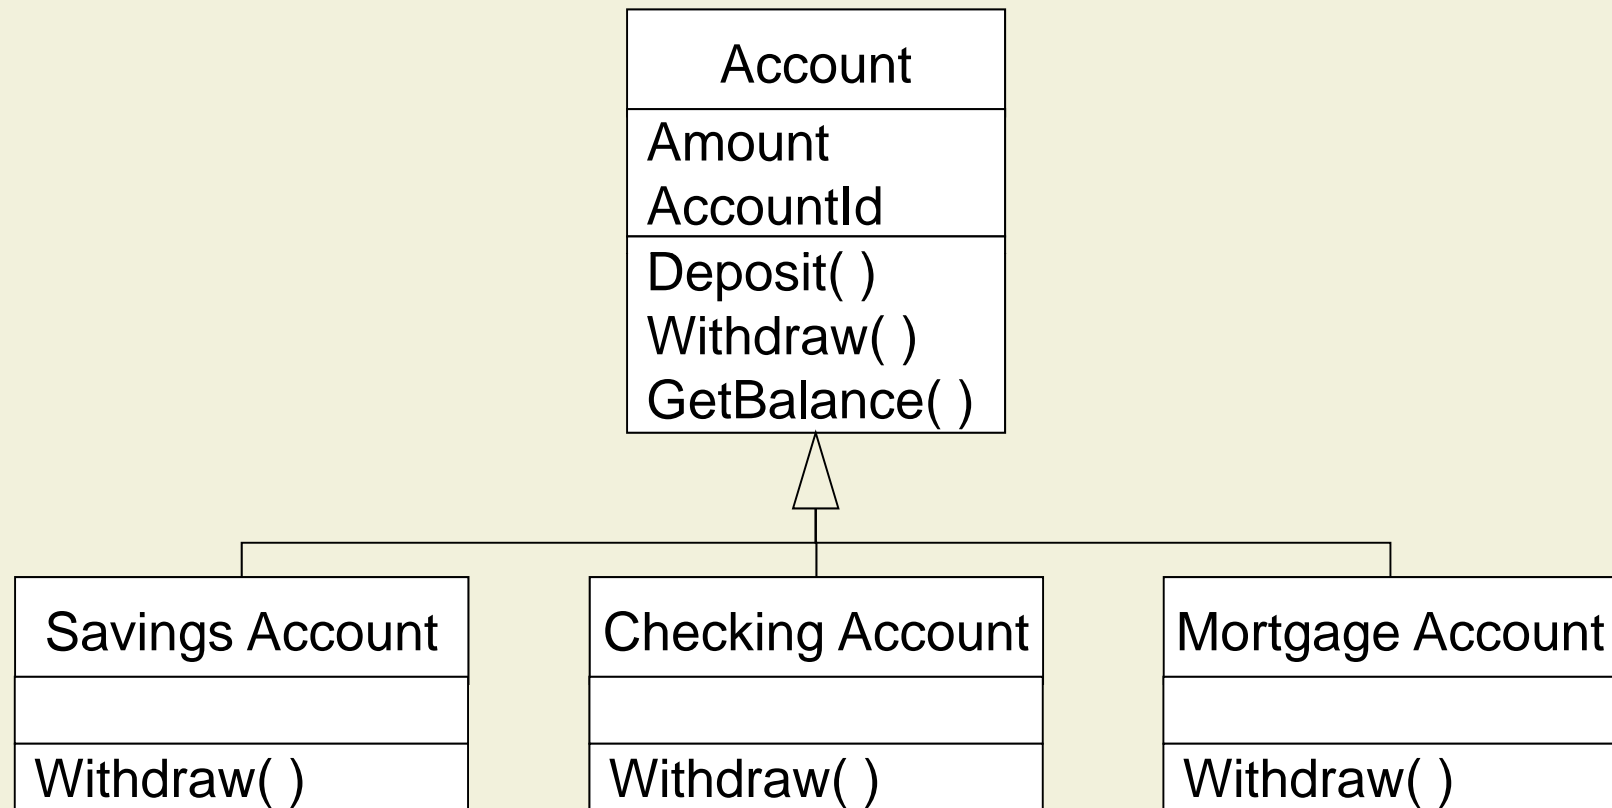 Account
Amount
AccountId
Deposit( )
Withdraw( )
GetBalance( )
Savings Account
Withdraw( )
Checking Account
Withdraw( )
Mortgage Account
Withdraw( )